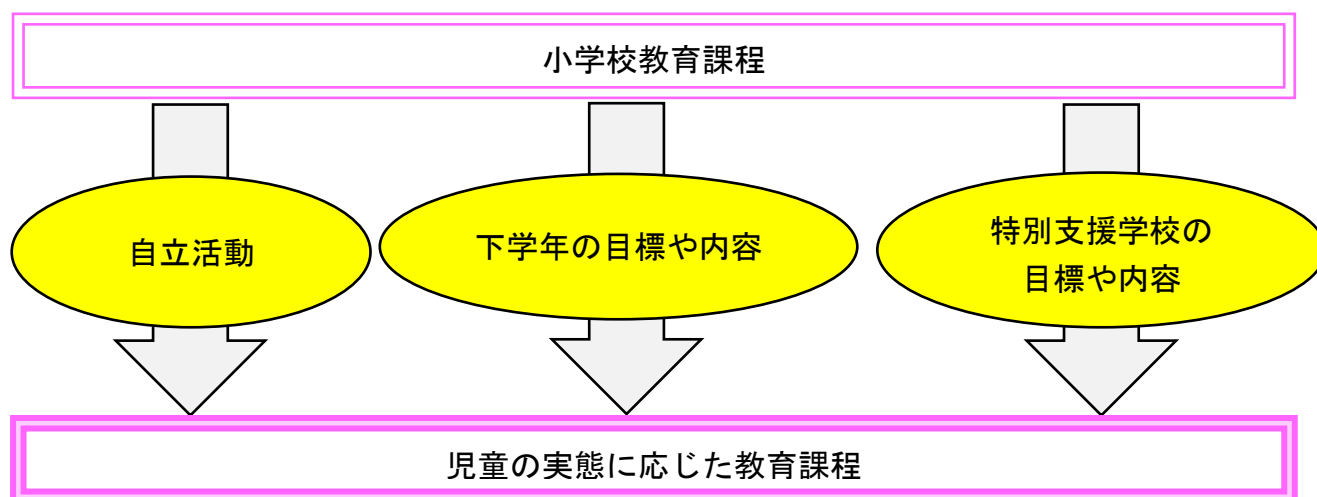 小学校教育課程
自立活動
下学年の目標や内容
特別支援学校の
目標や内容
児童の実態に応じた教育課程